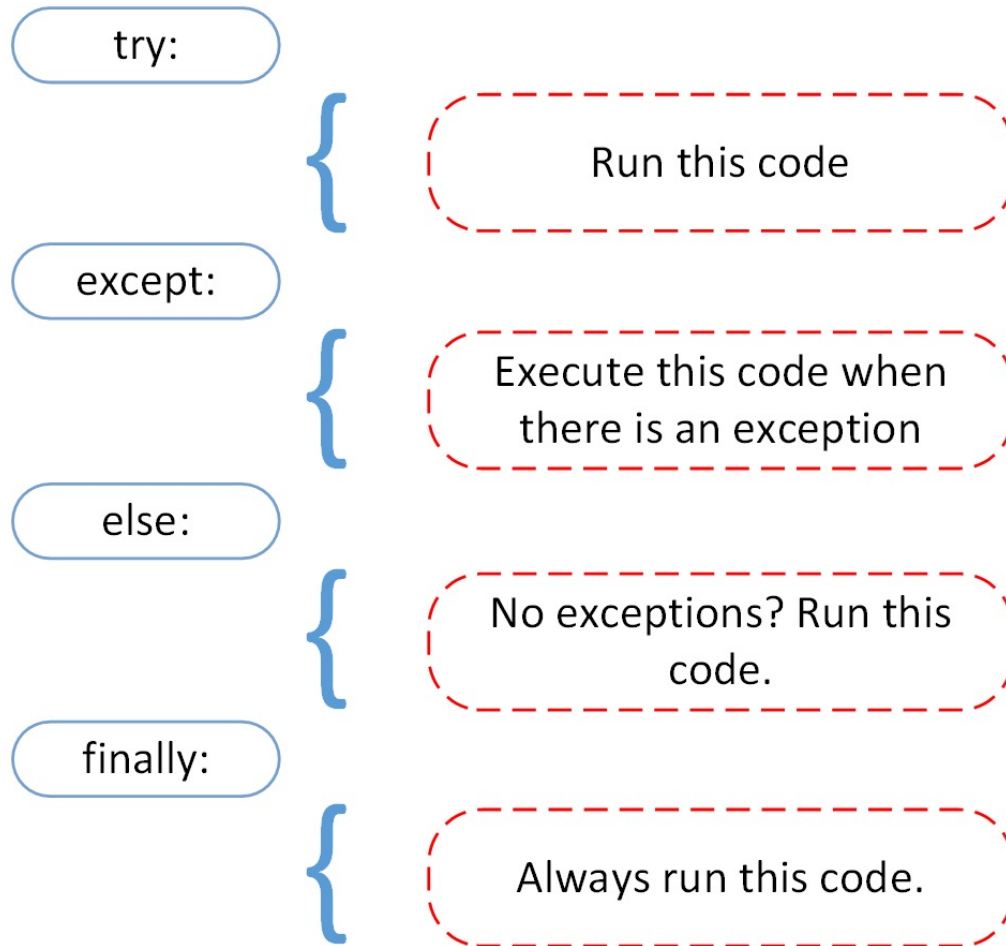 try:
Run this code
except:
Execute this code when
there is an exception
else:
No exceptions? Run this
code.
finally:
Always run this code.